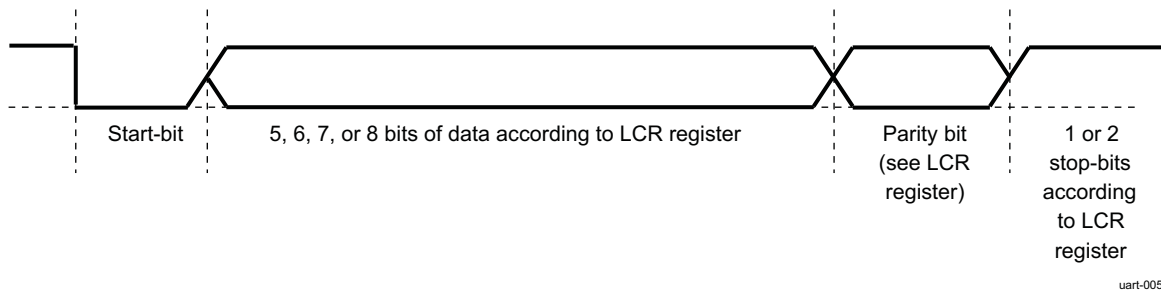 Start-bit
5, 6, 7, or 8 bits of data according to LCR register
Parity bit
(see LCR
register)
1 or 2
stop-bits
according
to LCR
register
uart-005